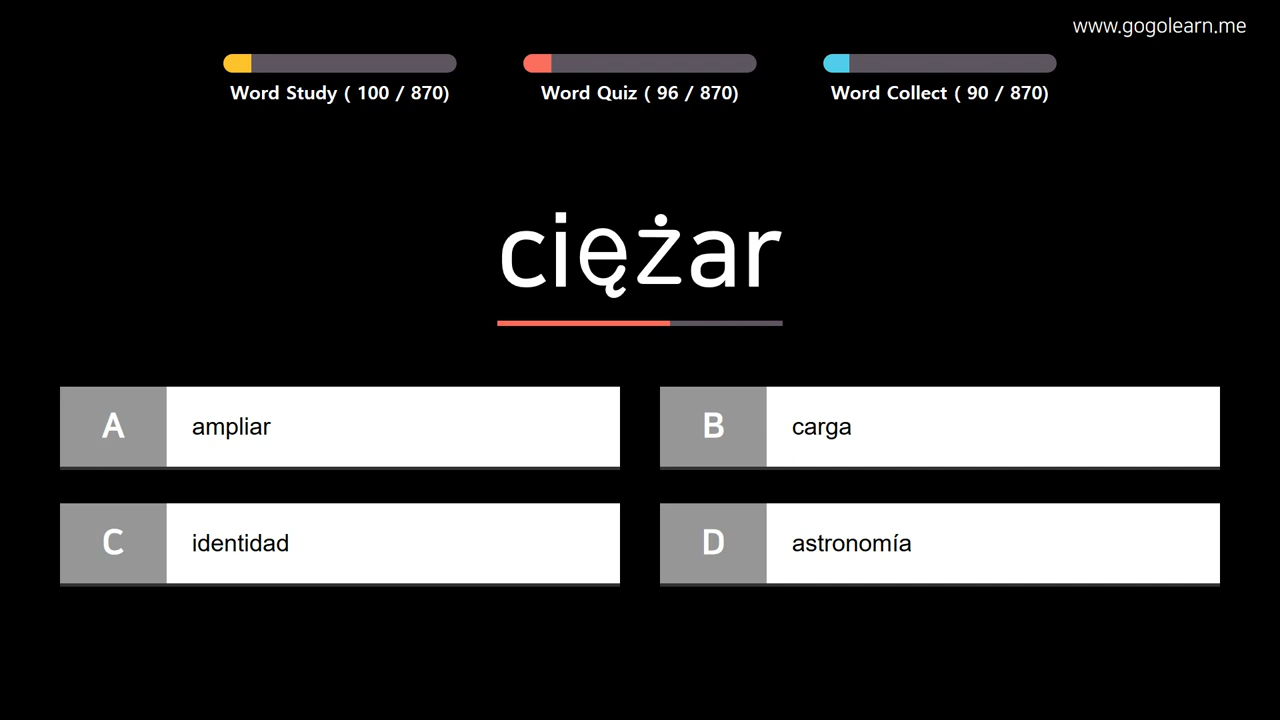 www.gogolearn.me
Word Study ( 100 / 870)
Word Quiz ( 96 / 870)
Word Collect ( 90 / 870)
ciężar
A ampliar
B carga
C identidad
D astronomía